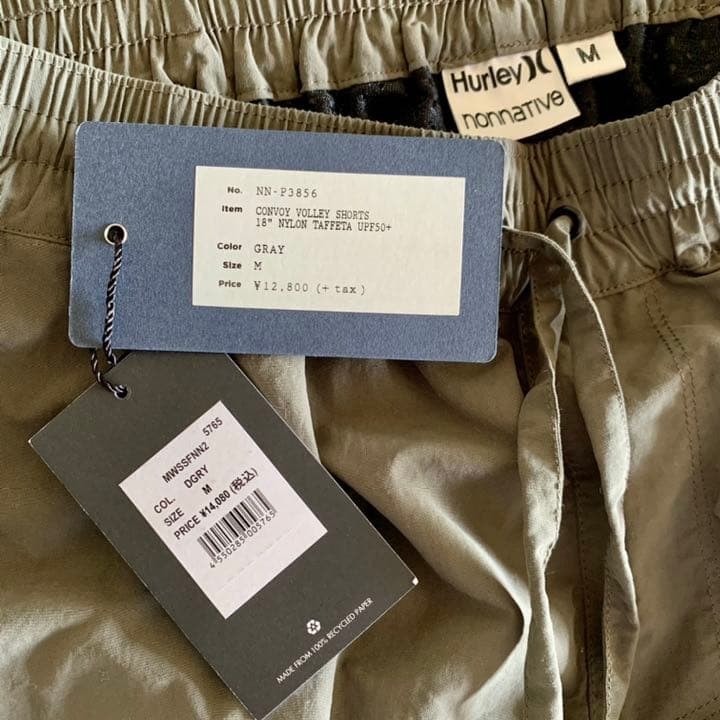 Hurley)(
nonnative
M
No. NN-P3856
Item CONVOY VOLLEY SHORTS
18" NYLON TAFFETA UPF50+
Color GRAY
Size M
Price ¥12,800 (+ tax)
MWSSFNN2 5765
COL. DGRY
SIZE M
PRICE ¥14,080(税込)
4550285005765
MADE FROM 100% RECYCLED PAPER